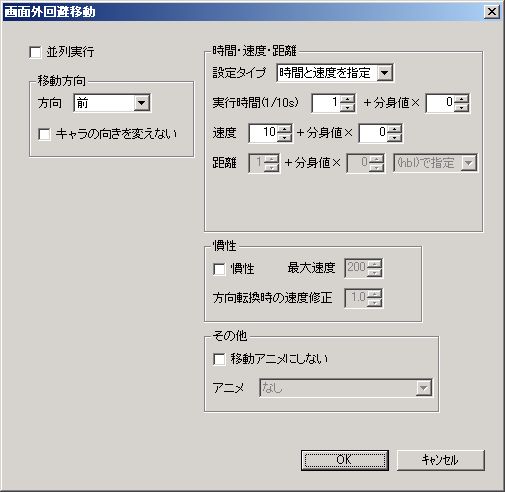 画面外回避移動
並列実行
移動方向
方向 前
キャラの向きを変えない
時間・速度・距離
設定タイプ 時間と速度を指定
実行時間(1/10s) 1 +分身値× 0
速度 10 +分身値× 0
距離 1 +分身値× 0 (hbl)で指定
慣性
慣性 最大速度 200
方向転換時の速度修正 1.0
その他
移動アニメにしない
アニメ なし
OK キャンセル